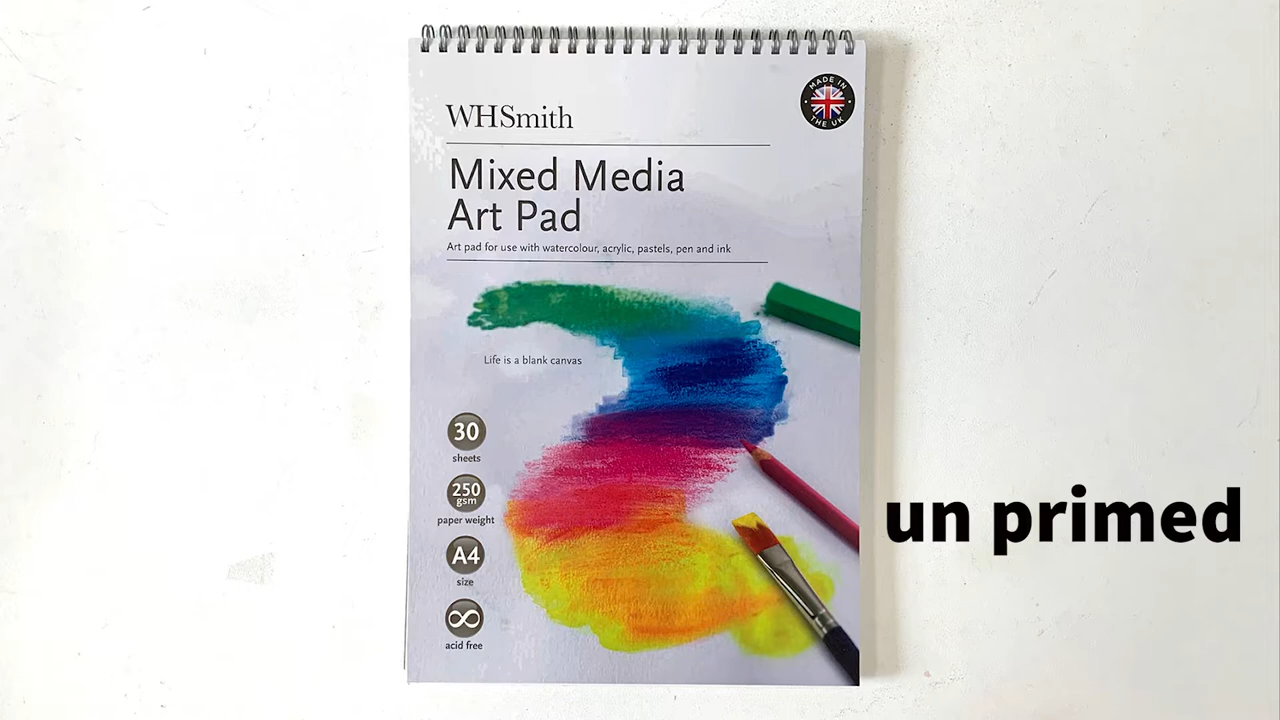 MADE IN
THE UK
WHSmith
Mixed Media
Art Pad
Art pad for use with watercolour, acrylic, pastels, pen and ink
Life is a blank canvas
30
sheets
250
gsm
paper weight
A4
size
acid free
un primed